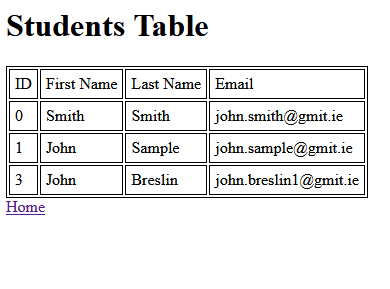 Students Table
ID First Name Last Name Email
0 Smith Smith john.smith@gmit.ie
1 John Sample john.sample@gmit.ie
3 John Breslin john.breslin1@gmit.ie
Home